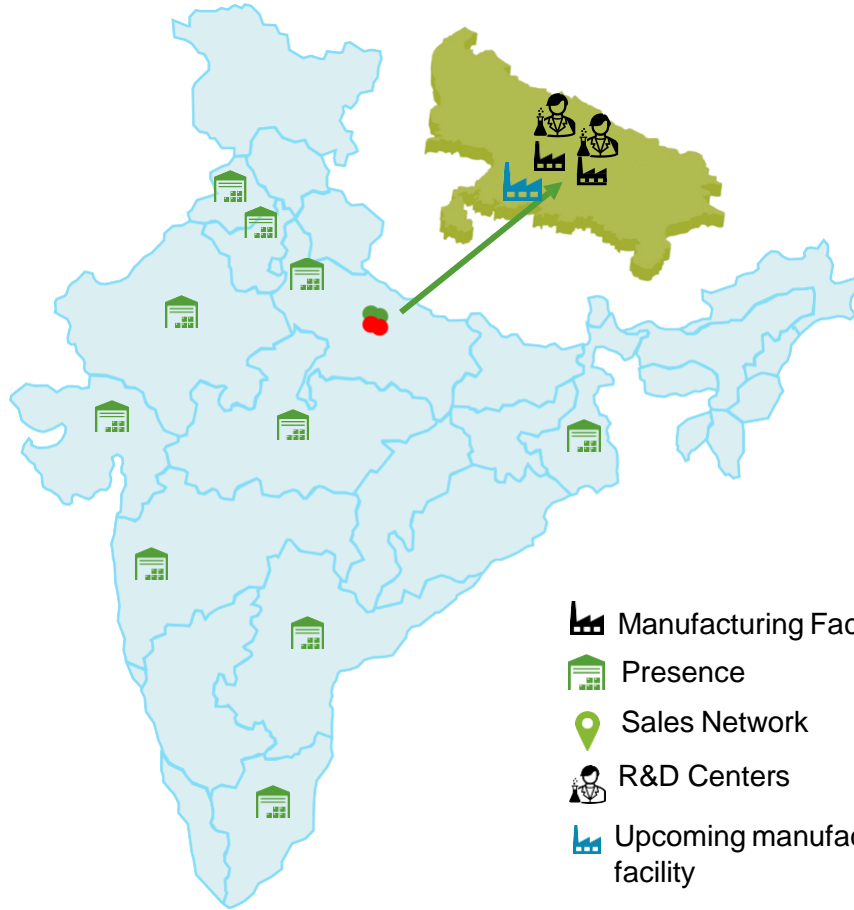 Manufacturing Fac
Presence
Sales Network
R&D Centers
Upcoming manufac
facility